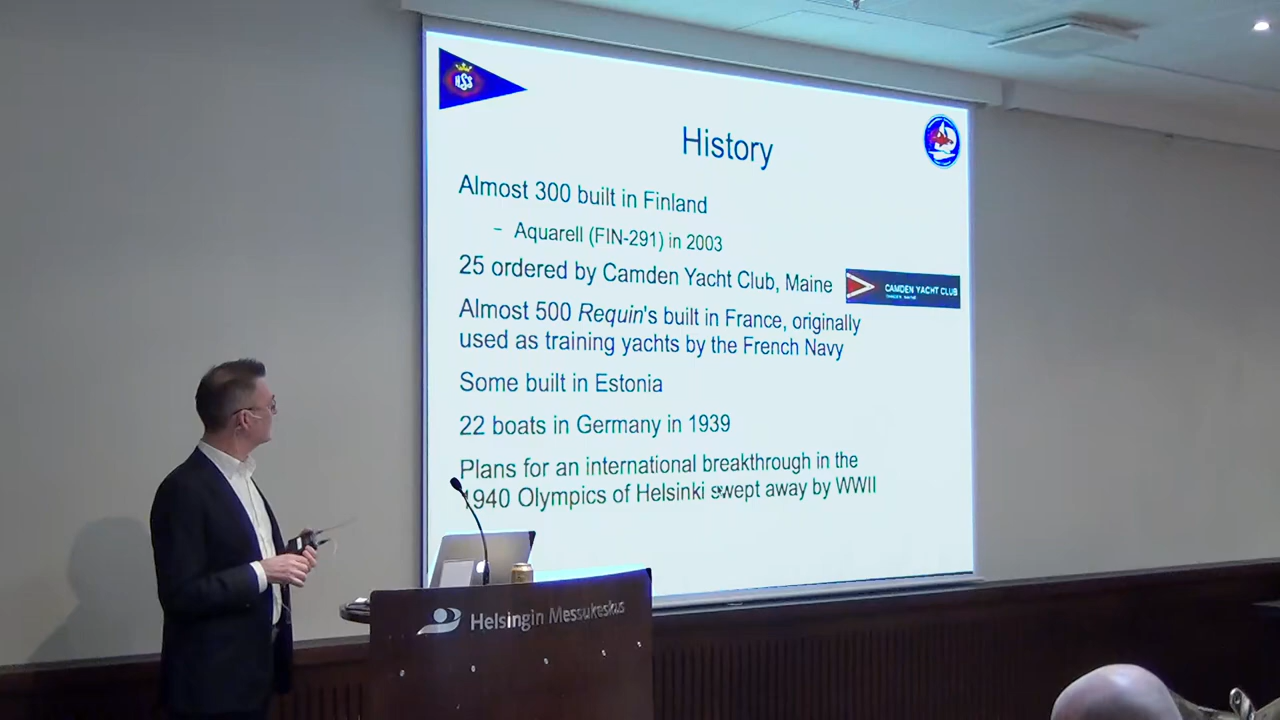 HSS
History
Almost 300 built in Finland
– Aquarell (FIN-291) in 2003
25 ordered by Camden Yacht Club, Maine
CAMDEN YACHT CLUB
CAMDEN MAINE
Almost 500 Requin's built in France, originally
used as training yachts by the French Navy
Some built in Estonia
22 boats in Germany in 1939
Plans for an international breakthrough in the
1940 Olympics of Helsinki swept away by WWII
Helsingin Messukeskus